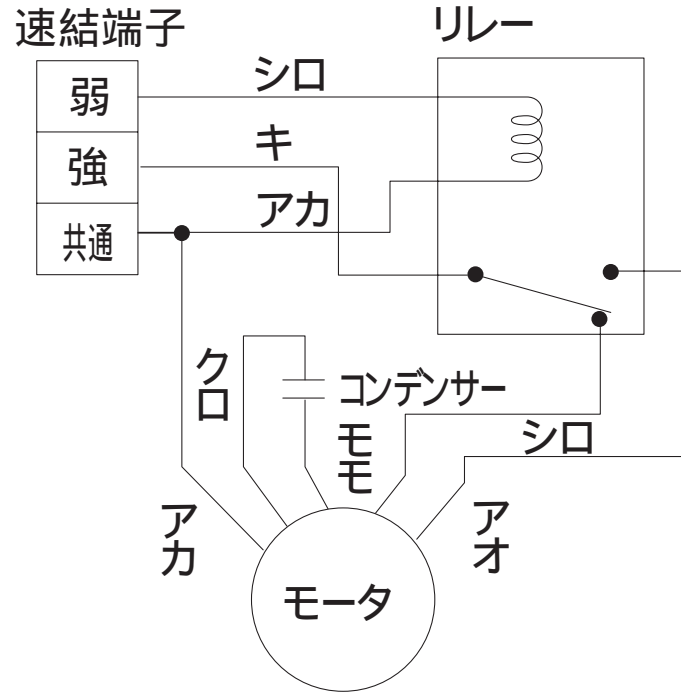 速結端子
リレー
弱
シロ
強
キ
共通
アカ
クロ
コンデンサー
モモ
シロ
アカ
アオ
モータ